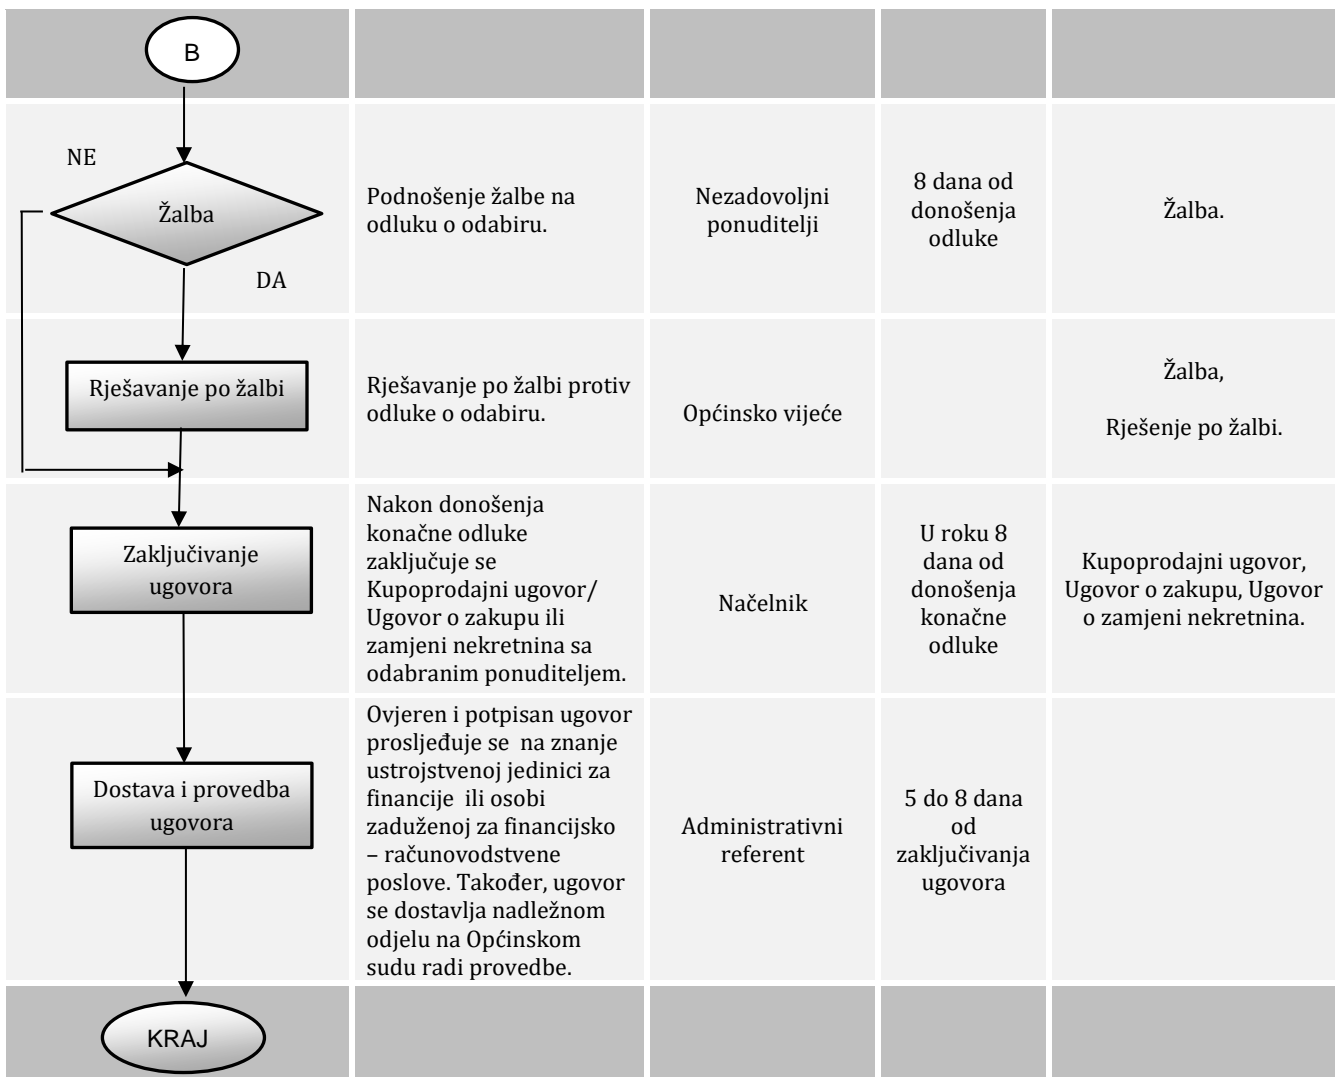 B
NE
Žalba
DA
Podnošenje žalbe na
odluku o odabiru.
Nezadovoljni
ponuditelji
8 dana od
donošenja
odluke
Žalba.
Rješavanje po žalbi
Rješavanje po žalbi protiv
odluke o odabiru.
Općinsko vijeće
Žalba,
Rješenje po žalbi.
Zaključivanje
ugovora
Nakon donošenja
konačne odluke
zaključuje se
Kupoprodajni ugovor/
Ugovor o zakupu ili
zamjeni nekretnina sa
odabranim ponuditeljem.
Načelnik
U roku 8
dana od
donošenja
konačne
odluke
Kupoprodajni ugovor,
Ugovor o zakupu, Ugovor
o zamjeni nekretnina.
Dostava i provedba
ugovora
Ovjeren i potpisan ugovor
prosljeđuje se na znanje
ustrojstvenoj jedinici za
financije ili osobi
zaduženoj za financijsko
– računovodstvene
poslove. Također, ugovor
se dostavlja nadležnom
odjelu na Općinskom
sudu radi provedbe.
Administrativni
referent
5 do 8 dana
od
zaključivanja
ugovora
KRAJ